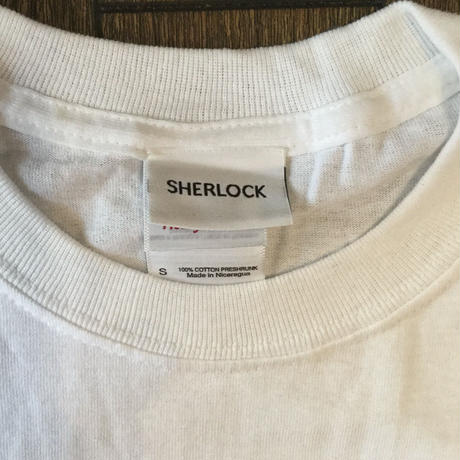 SHERLOCK
S 100% COTTON PRESHRUNK
Made in Nicaragua